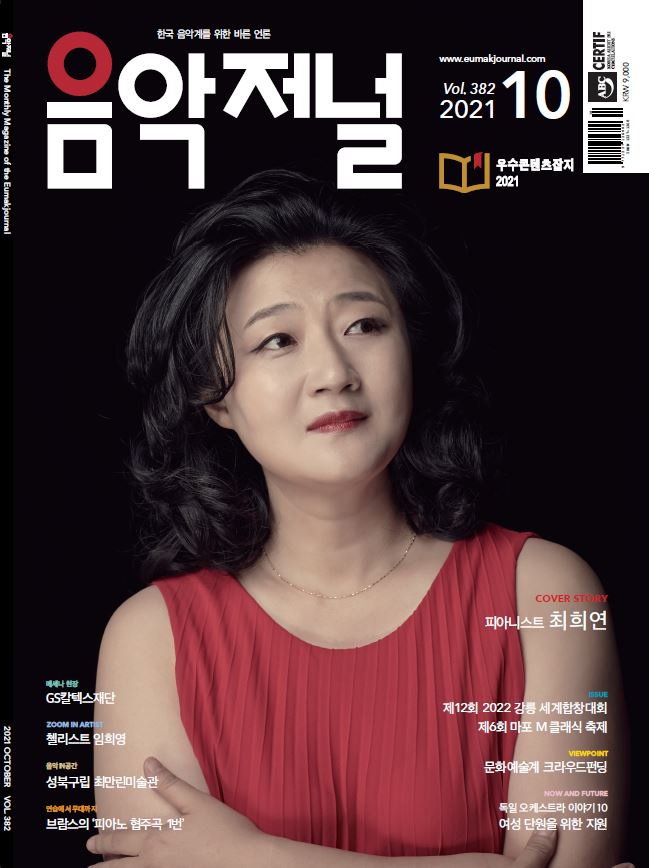 한국 음악계를 위한 바른 언론
음악저널
www.eumakjournal.com
Vol. 382
2021 10
우수콘텐츠잡지
2021
ABC CERTIF
KRW 9,000
음악저널 The Monthly Magazine of the Eumakjournal
2021 OCTOBER VOL. 382
COVER STORY
피아니스트 최희연
메세나 현장
GS칼텍스재단
ZOOM IN ARTIST
첼리스트 임희영
음악 IN공간
성북구립 최만린미술관
연습에서 무대까지
브람스의 '피아노 협주곡 1번'
ISSUE
제12회 2022 강릉 세계합창대회
제6회 마포 M 클래식 축제
VIEWPOINT
문화·예술계 크라우드펀딩
NOW AND FUTURE
독일 오케스트라 이야기 10
여성 단원을 위한 지원